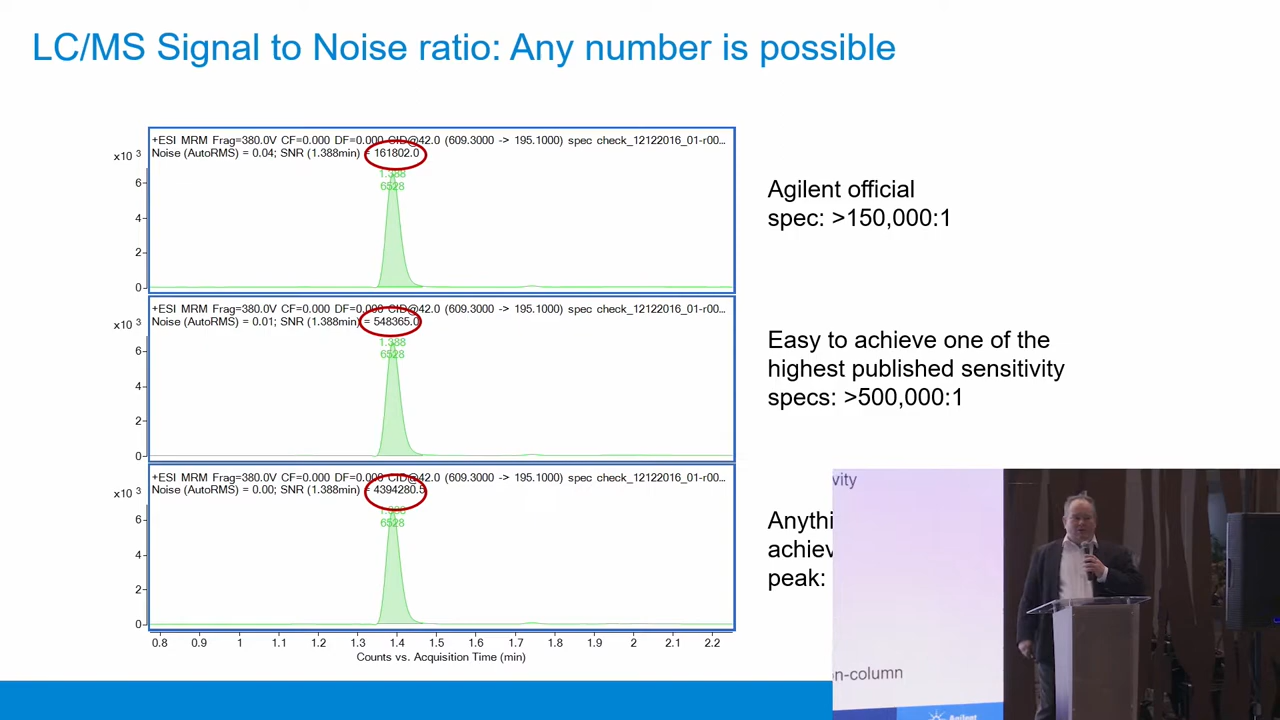 LC/MS Signal to Noise ratio: Any number is possible
+ESI MRM Frag=380.0V CF=0.000 DF=0.000 CID@42.0 (609.3000 -> 195.1000) spec check_12122016_01-r00...
Noise (AutoRMS) = 0.04; SNR (1.388min) = 161802.0
x10 3
1.388
6528
6
4
2
0
Agilent official
spec: >150,000:1
+ESI MRM Frag=380.0V CF=0.000 DF=0.000 CID@42.0 (609.3000 -> 195.1000) spec check_12122016_01-r00...
Noise (AutoRMS) = 0.01; SNR (1.388min) = 548365.0
x10 3
1.388
6528
6
4
2
0
Easy to achieve one of the
highest published sensitivity
specs: >500,000:1
+ESI MRM Frag=380.0V CF=0.000 DF=0.000 CID@42.0 (609.3000 -> 195.1000) spec check_12122016_01-r00...
Noise (AutoRMS) = 0.00; SNR (1.388min) = 4394280.5
x10 3
1.388
6528
6
4
2
0
0.8 0.9 1 1.1 1.2 1.3 1.4 1.5 1.6 1.7 1.8 1.9 2 2.1 2.2
Counts vs. Acquisition Time (min)
Anythi
achiev
peak:
vity
on-column
Agilent